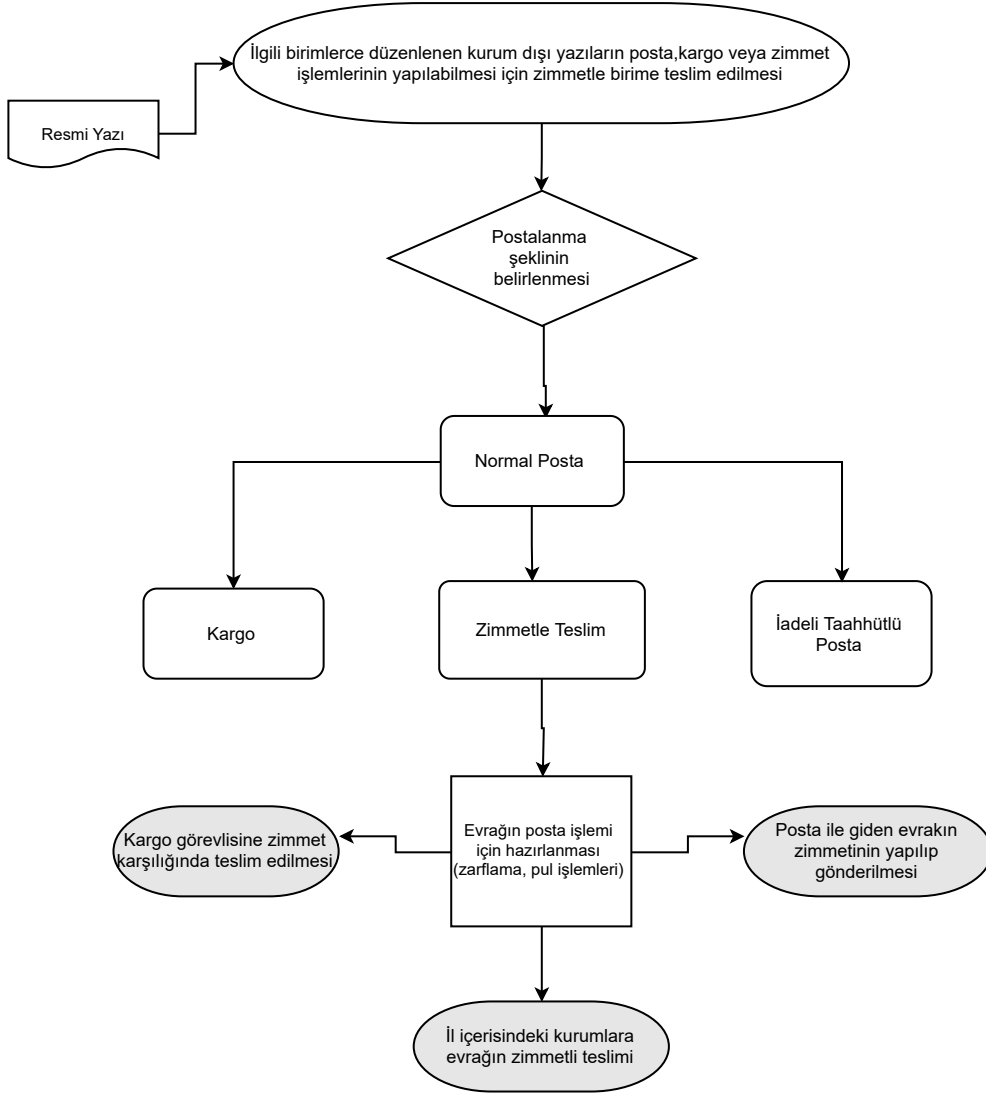 İlgili birimlerce düzenlenen kurum dışı yazıların posta,kargo veya zimmet
işlemlerinin yapılabilmesi için zimmetle birime teslim edilmesi
Resmi Yazı
Postalanma
şeklinin
belirlenmesi
Normal Posta
Kargo
Zimmetle Teslim
İadeli Taahhütlü
Posta
Kargo görevlisine zimmet
karşılığında teslim edilmesi
Evrağın posta işlemi
için hazırlanması
(zarflama, pul işlemleri)
Posta ile giden evrakın
zimmetinin yapılıp
gönderilmesi
İl içerisindeki kurumlara
evrağın zimmetli teslimi